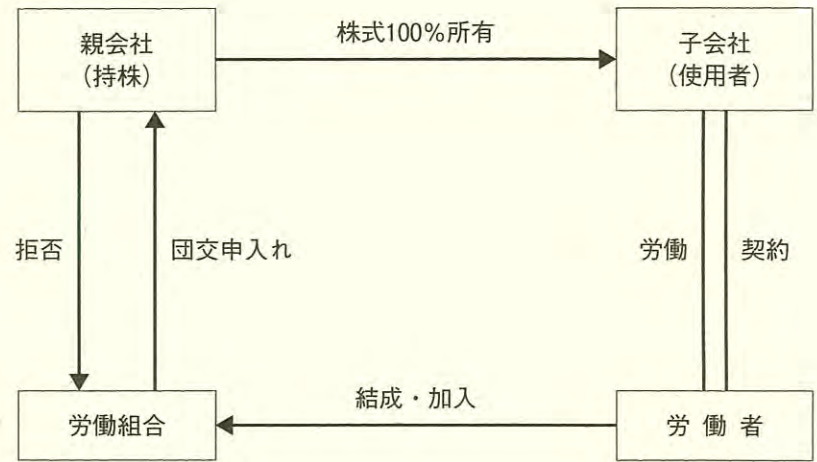 親会社
（持株）
株式100％所有
子会社
（使用者）
拒否
団交申入れ
労働
契約
労働組合
結成・加入
労 働 者